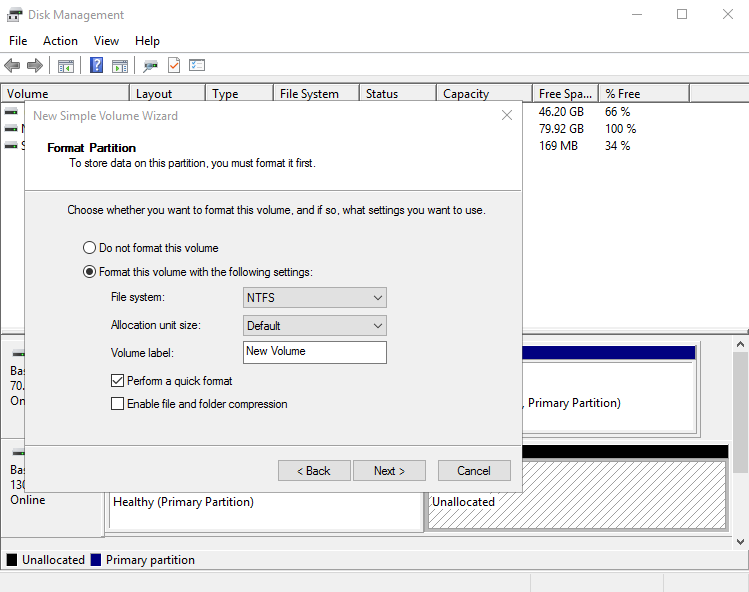 Disk Management
File Action View Help
Volume Layout Type File System Status Capacity Free Spa... % Free
46.20 GB 66 %
79.92 GB 100 %
169 MB 34 %
New Simple Volume Wizard
Format Partition
To store data on this partition, you must format it first.
Choose whether you want to format this volume, and if so, what settings you want to use.
Do not format this volume
Format this volume with the following settings:
File system: NTFS
Allocation unit size: Default
Volume label: New Volume
Perform a quick format
Enable file and folder compression
< Back Next > Cancel
Bas
70.
On
, Primary Partition)
Bas
130
Online
Healthy (Primary Partition) Unallocated
Unallocated Primary partition